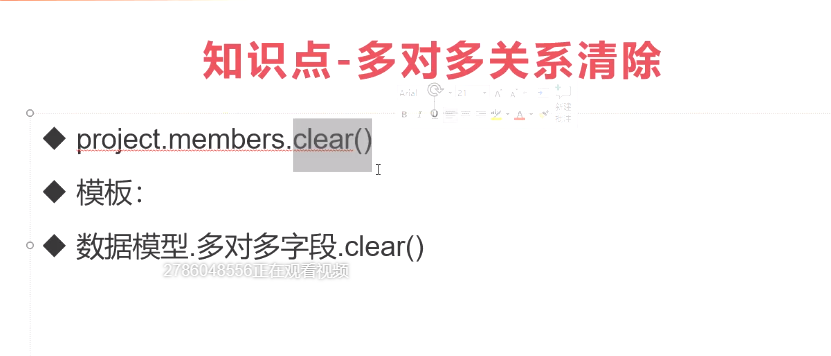 知识点-多对多关系清除
Arial 21
B I U A
project.members.clear()
模板：
数据模型.多对多字段.clear()
2786048556正在观看视频